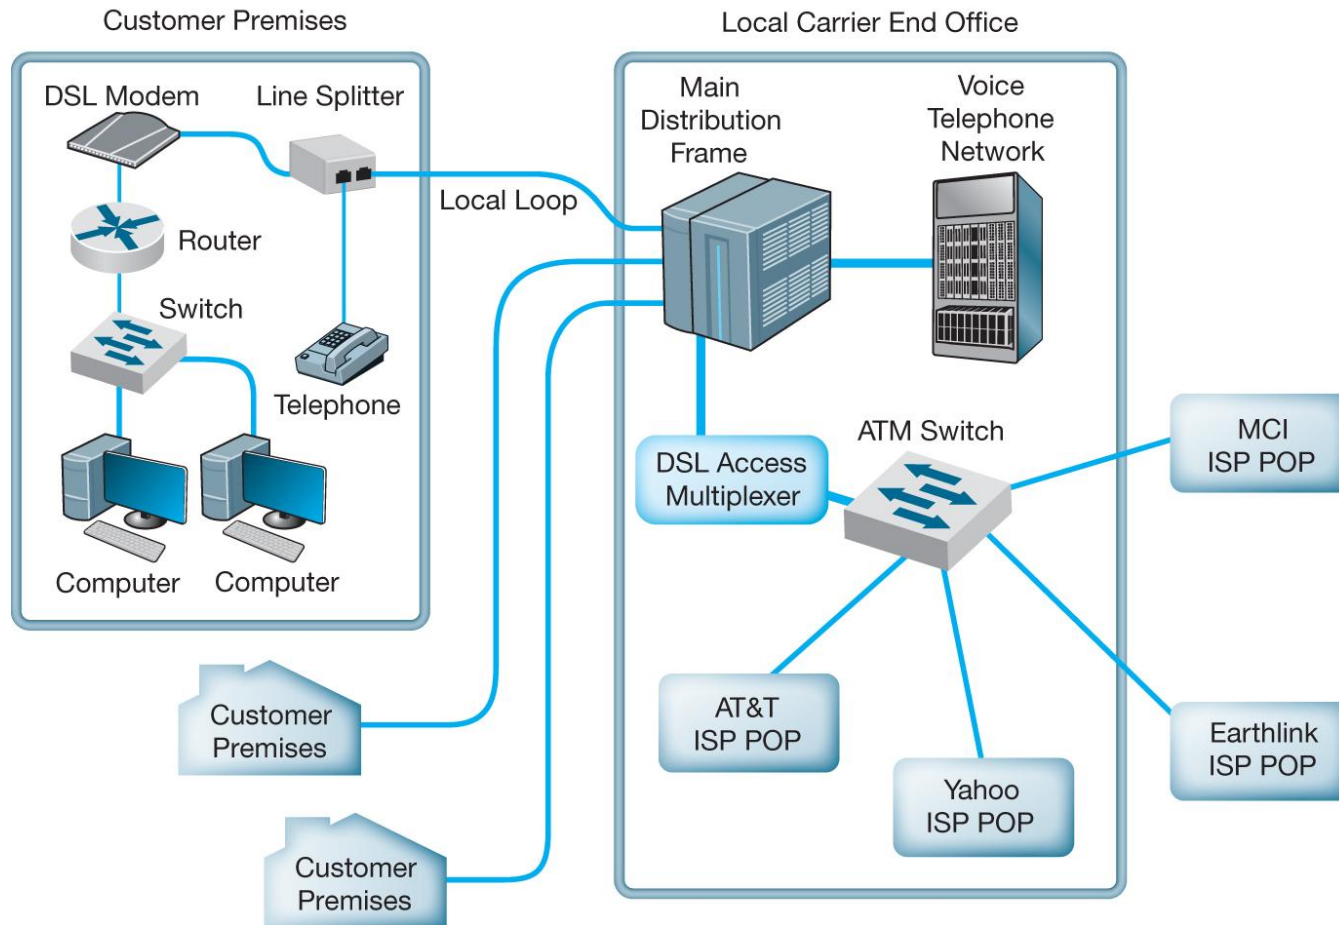 Customer Premises
Local Carrier End Office
DSL Modem
Line Splitter
Main
Distribution
Frame
Voice
Telephone
Network
Local Loop
Router
Switch
Telephone
Computer
Computer
DSL Access
Multiplexer
ATM Switch
MCI
ISP POP
AT&T
ISP POP
Yahoo
ISP POP
Earthlink
ISP POP
Customer
Premises
Customer
Premises